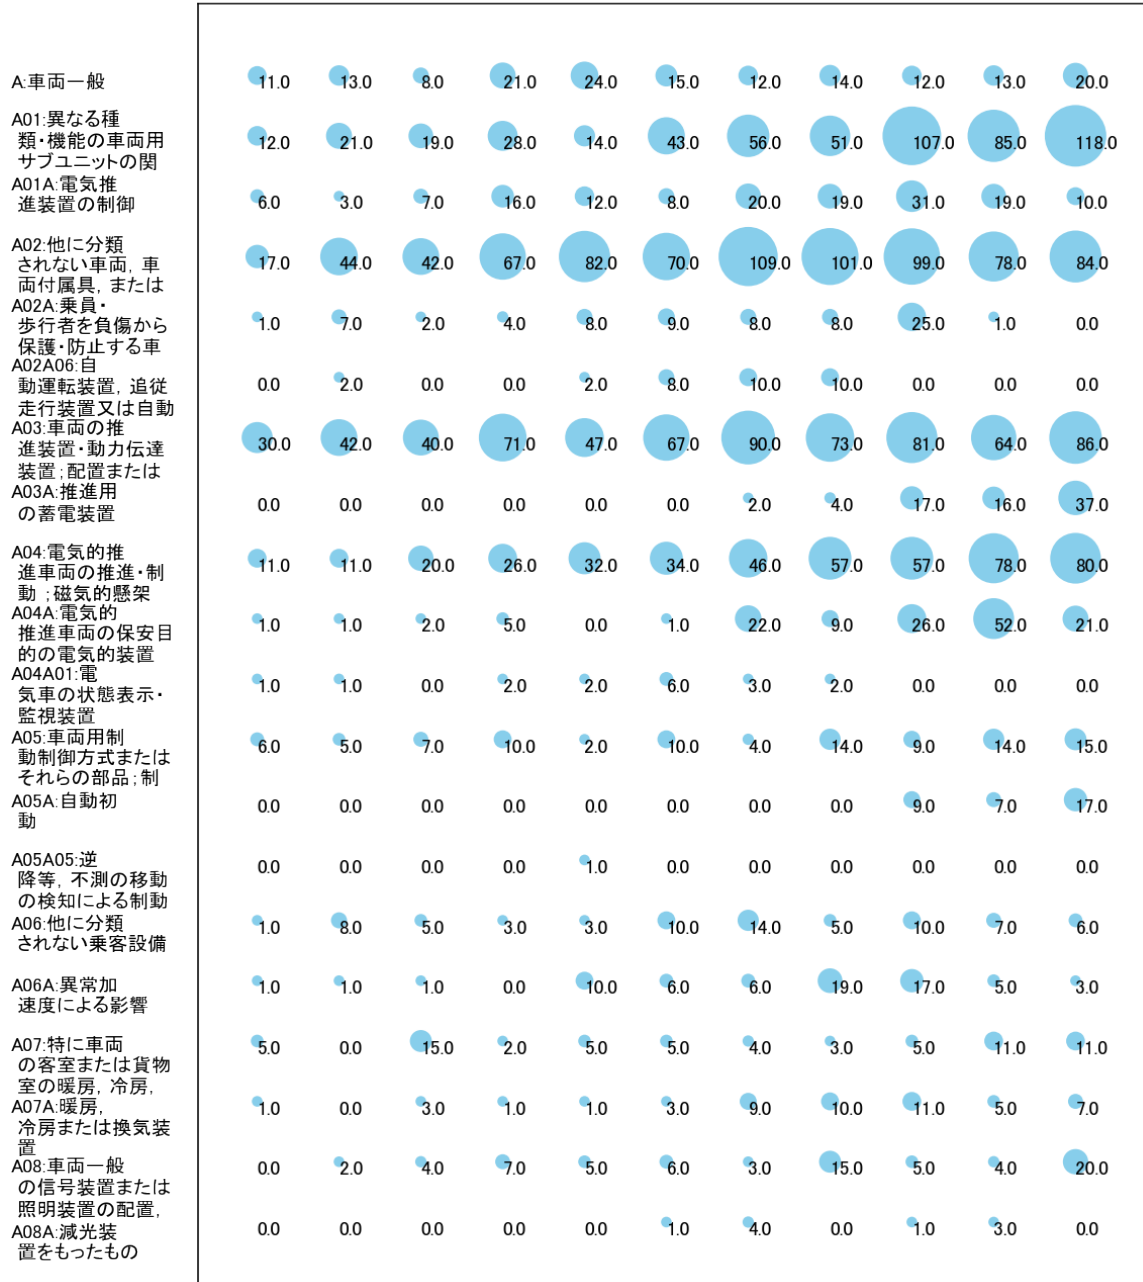 A:車両一般 11.0 13.0 8.0 21.0 24.0 15.0 12.0 14.0 12.0 13.0 20.0
A01:異なる種
類・機能の車両用 12.0 21.0 19.0 28.0 14.0 43.0 56.0 51.0 107.0 85.0 118.0
サブユニットの関
A01A:電気推
進装置の制御 6.0 3.0 7.0 16.0 12.0 8.0 20.0 19.0 31.0 19.0 10.0
A02:他に分類
されない車両, 車 17.0 44.0 42.0 67.0 82.0 70.0 109.0 101.0 99.0 78.0 84.0
両付属具, または
A02A:乗員・
歩行者を負傷から 1.0 7.0 2.0 4.0 8.0 9.0 8.0 8.0 25.0 1.0 0.0
保護・防止する車
A02A06:自
動運転装置, 追従 0.0 2.0 0.0 0.0 2.0 8.0 10.0 10.0 0.0 0.0 0.0
走行装置又は自動
A03:車両の推
進装置・動力伝達 30.0 42.0 40.0 71.0 47.0 67.0 90.0 73.0 81.0 64.0 86.0
装置;配置または
A03A:推進用
の蓄電装置 0.0 0.0 0.0 0.0 0.0 0.0 2.0 4.0 17.0 16.0 37.0
A04:電気的推
進車両の推進・制 11.0 11.0 20.0 26.0 32.0 34.0 46.0 57.0 57.0 78.0 80.0
動 ;磁気的懸架
A04A:電気的
推進車両の保安目 1.0 1.0 2.0 5.0 0.0 1.0 22.0 9.0 26.0 52.0 21.0
的の電気的装置
A04A01:電
気車の状態表示・ 1.0 1.0 0.0 2.0 2.0 6.0 3.0 2.0 0.0 0.0 0.0
監視装置
A05:車両用制
動制御方式または 6.0 5.0 7.0 10.0 2.0 10.0 4.0 14.0 9.0 14.0 15.0
それらの部品;制
A05A:自動初
動 0.0 0.0 0.0 0.0 0.0 0.0 0.0 0.0 9.0 7.0 17.0
A05A05:逆
降等, 不測の移動 0.0 0.0 0.0 0.0 1.0 0.0 0.0 0.0 0.0 0.0 0.0
の検知による制動
A06:他に分類
されない乗客設備 1.0 8.0 5.0 3.0 3.0 10.0 14.0 5.0 10.0 7.0 6.0
A06A:異常加
速度による影響 1.0 1.0 1.0 0.0 10.0 6.0 6.0 19.0 17.0 5.0 3.0
A07:特に車両
の客室または貨物 5.0 0.0 15.0 2.0 5.0 5.0 4.0 3.0 5.0 11.0 11.0
室の暖房, 冷房,
A07A:暖房,
冷房または換気装 1.0 0.0 3.0 1.0 1.0 3.0 9.0 10.0 11.0 5.0 7.0
置
A08:車両一般
の信号装置または 0.0 2.0 4.0 7.0 5.0 6.0 3.0 15.0 5.0 4.0 20.0
照明装置の配置,
A08A:減光装
置をもったもの 0.0 0.0 0.0 0.0 0.0 1.0 4.0 0.0 1.0 3.0 0.0